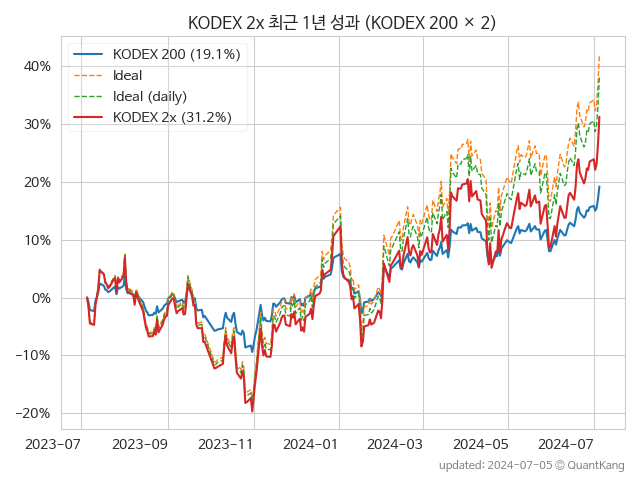 KODEX 2x 최근 1년 성과 (KODEX 200 × 2)
KODEX 200 (19.1%)
Ideal
Ideal (daily)
KODEX 2x (31.2%)
40%
30%
20%
10%
0%
−10%
−20%
2023–07 2023–09 2023–11 2024–01 2024–03 2024–05 2024–07
updated: 2024–07–05 © QuantKang